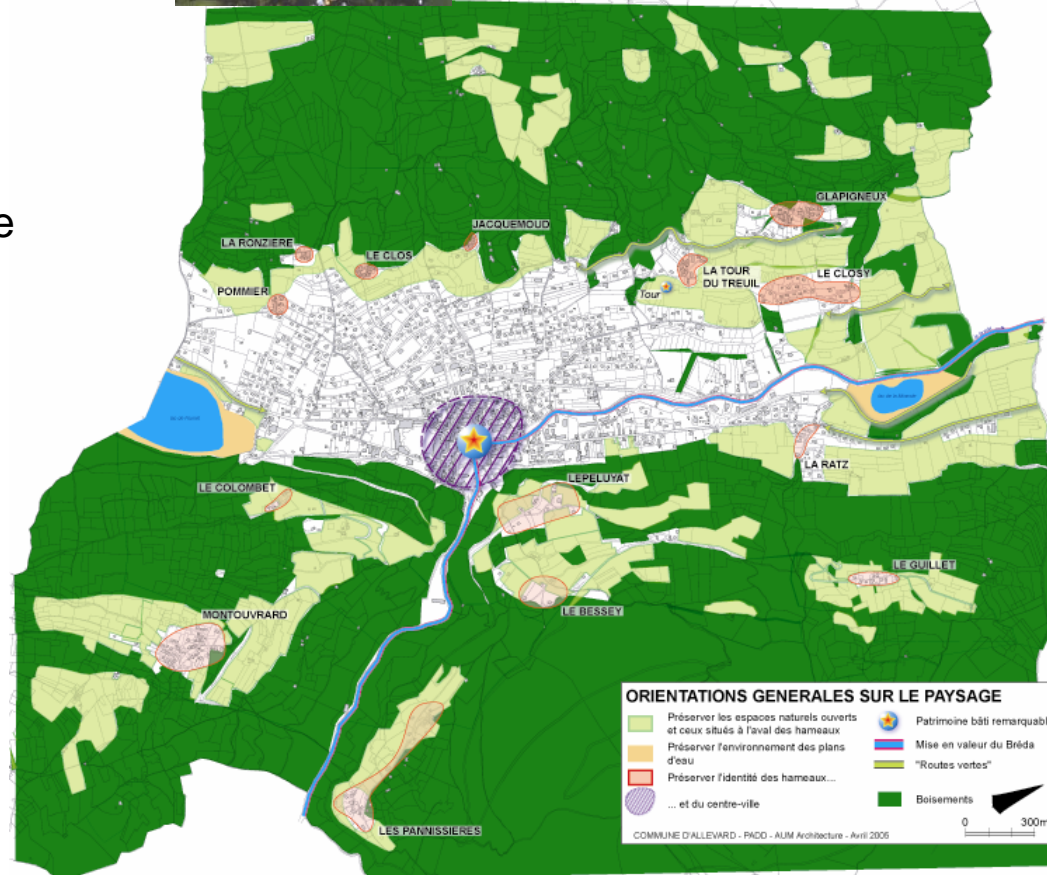 e
GLAPIGNEUX
JACQUEMOUD
LA RONZIERE
LE CLOS
LA TOUR
DU TREUIL
LE CLOSY
POMMIER
Tour
LA RATZ
LE COLOMBET
LEPELUYAT
LE GUILLET
LE BESSEY
MONTOUVRARD
LES PANNISSIERES
ORIENTATIONS GENERALES SUR LE PAYSAGE
Préserver les espaces naturels ouverts
et ceux situés à l'aval des hameaux
Préserver l'environnement des plans
d'eau
Préserver l'identité des hameaux...
... et du centre-ville
Patrimoine bâti remarquabl
Mise en valeur du Bréda
"Routes vertes"
Boisements
0 300m
COMMUNE D'ALLEVARD - PADD - AUM Architecture - Avril 2005